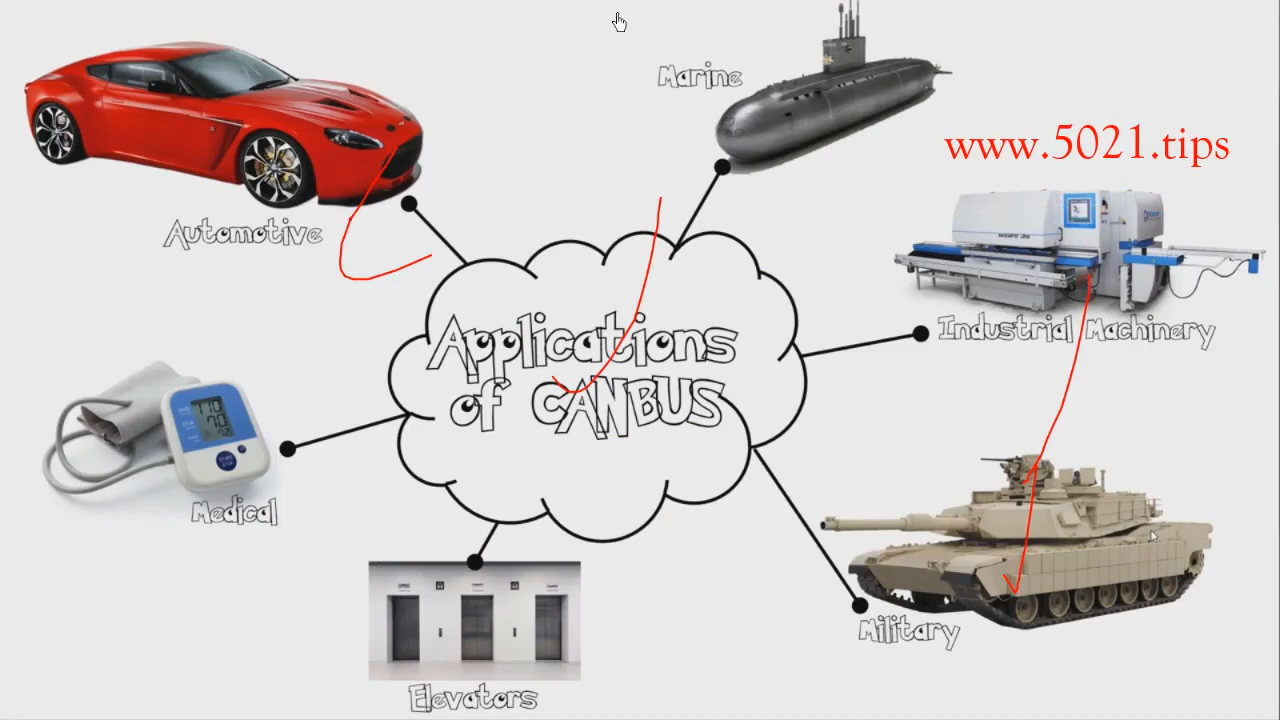 Marine
www.5021.tips
Automotive
Industrial Machinery
Applications
of CANBUS
Medical
Military
Elevators